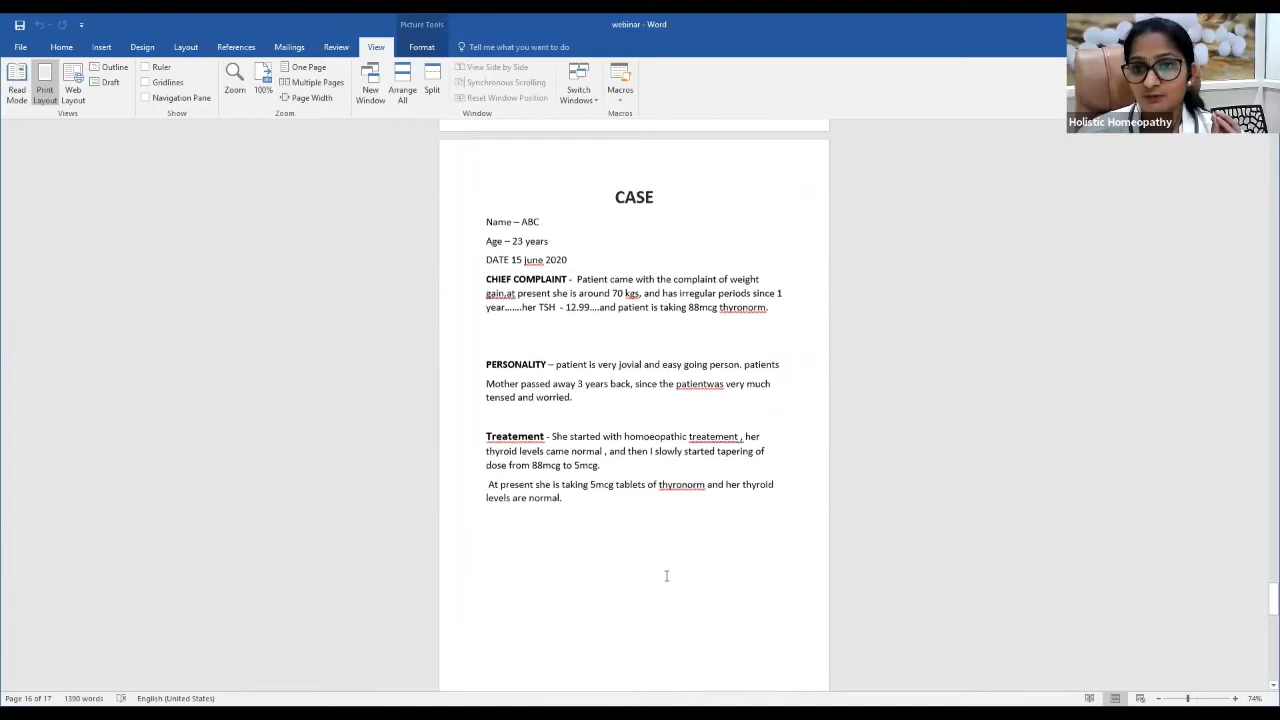 Picture Tools
webinar - Word
File Home Insert Design Layout References Mailings Review View Format Tell me what you want to do
Read Mode
Print Layout
Web Layout
Outline
Draft
Views
Ruler
Gridlines
Navigation Pane
Show
Zoom
100%
One Page
Multiple Pages
Page Width
Zoom
New Window
Arrange All
Split
View Side by Side
Synchronous Scrolling
Reset Window Position
Window
Switch Windows
Macros
Macros
Holistic Homeopathy
CASE
Name – ABC
Age – 23 years
DATE 15 june 2020
CHIEF COMPLAINT - Patient came with the complaint of weight
gain,at present she is around 70 kgs, and has irregular periods since 1
year.......her TSH - 12.99....and patient is taking 88mcg thyronorm.
PERSONALITY – patient is very jovial and easy going person. patients
Mother passed away 3 years back, since the patientwas very much
tensed and worried.
Treatement - She started with homoeopathic treatement , her
thyroid levels came normal , and then I slowly started tapering of
dose from 88mcg to 5mcg.
At present she is taking 5mcg tablets of thyronorm and her thyroid
levels are normal.
Page 16 of 17 1390 words English (United States) 74%